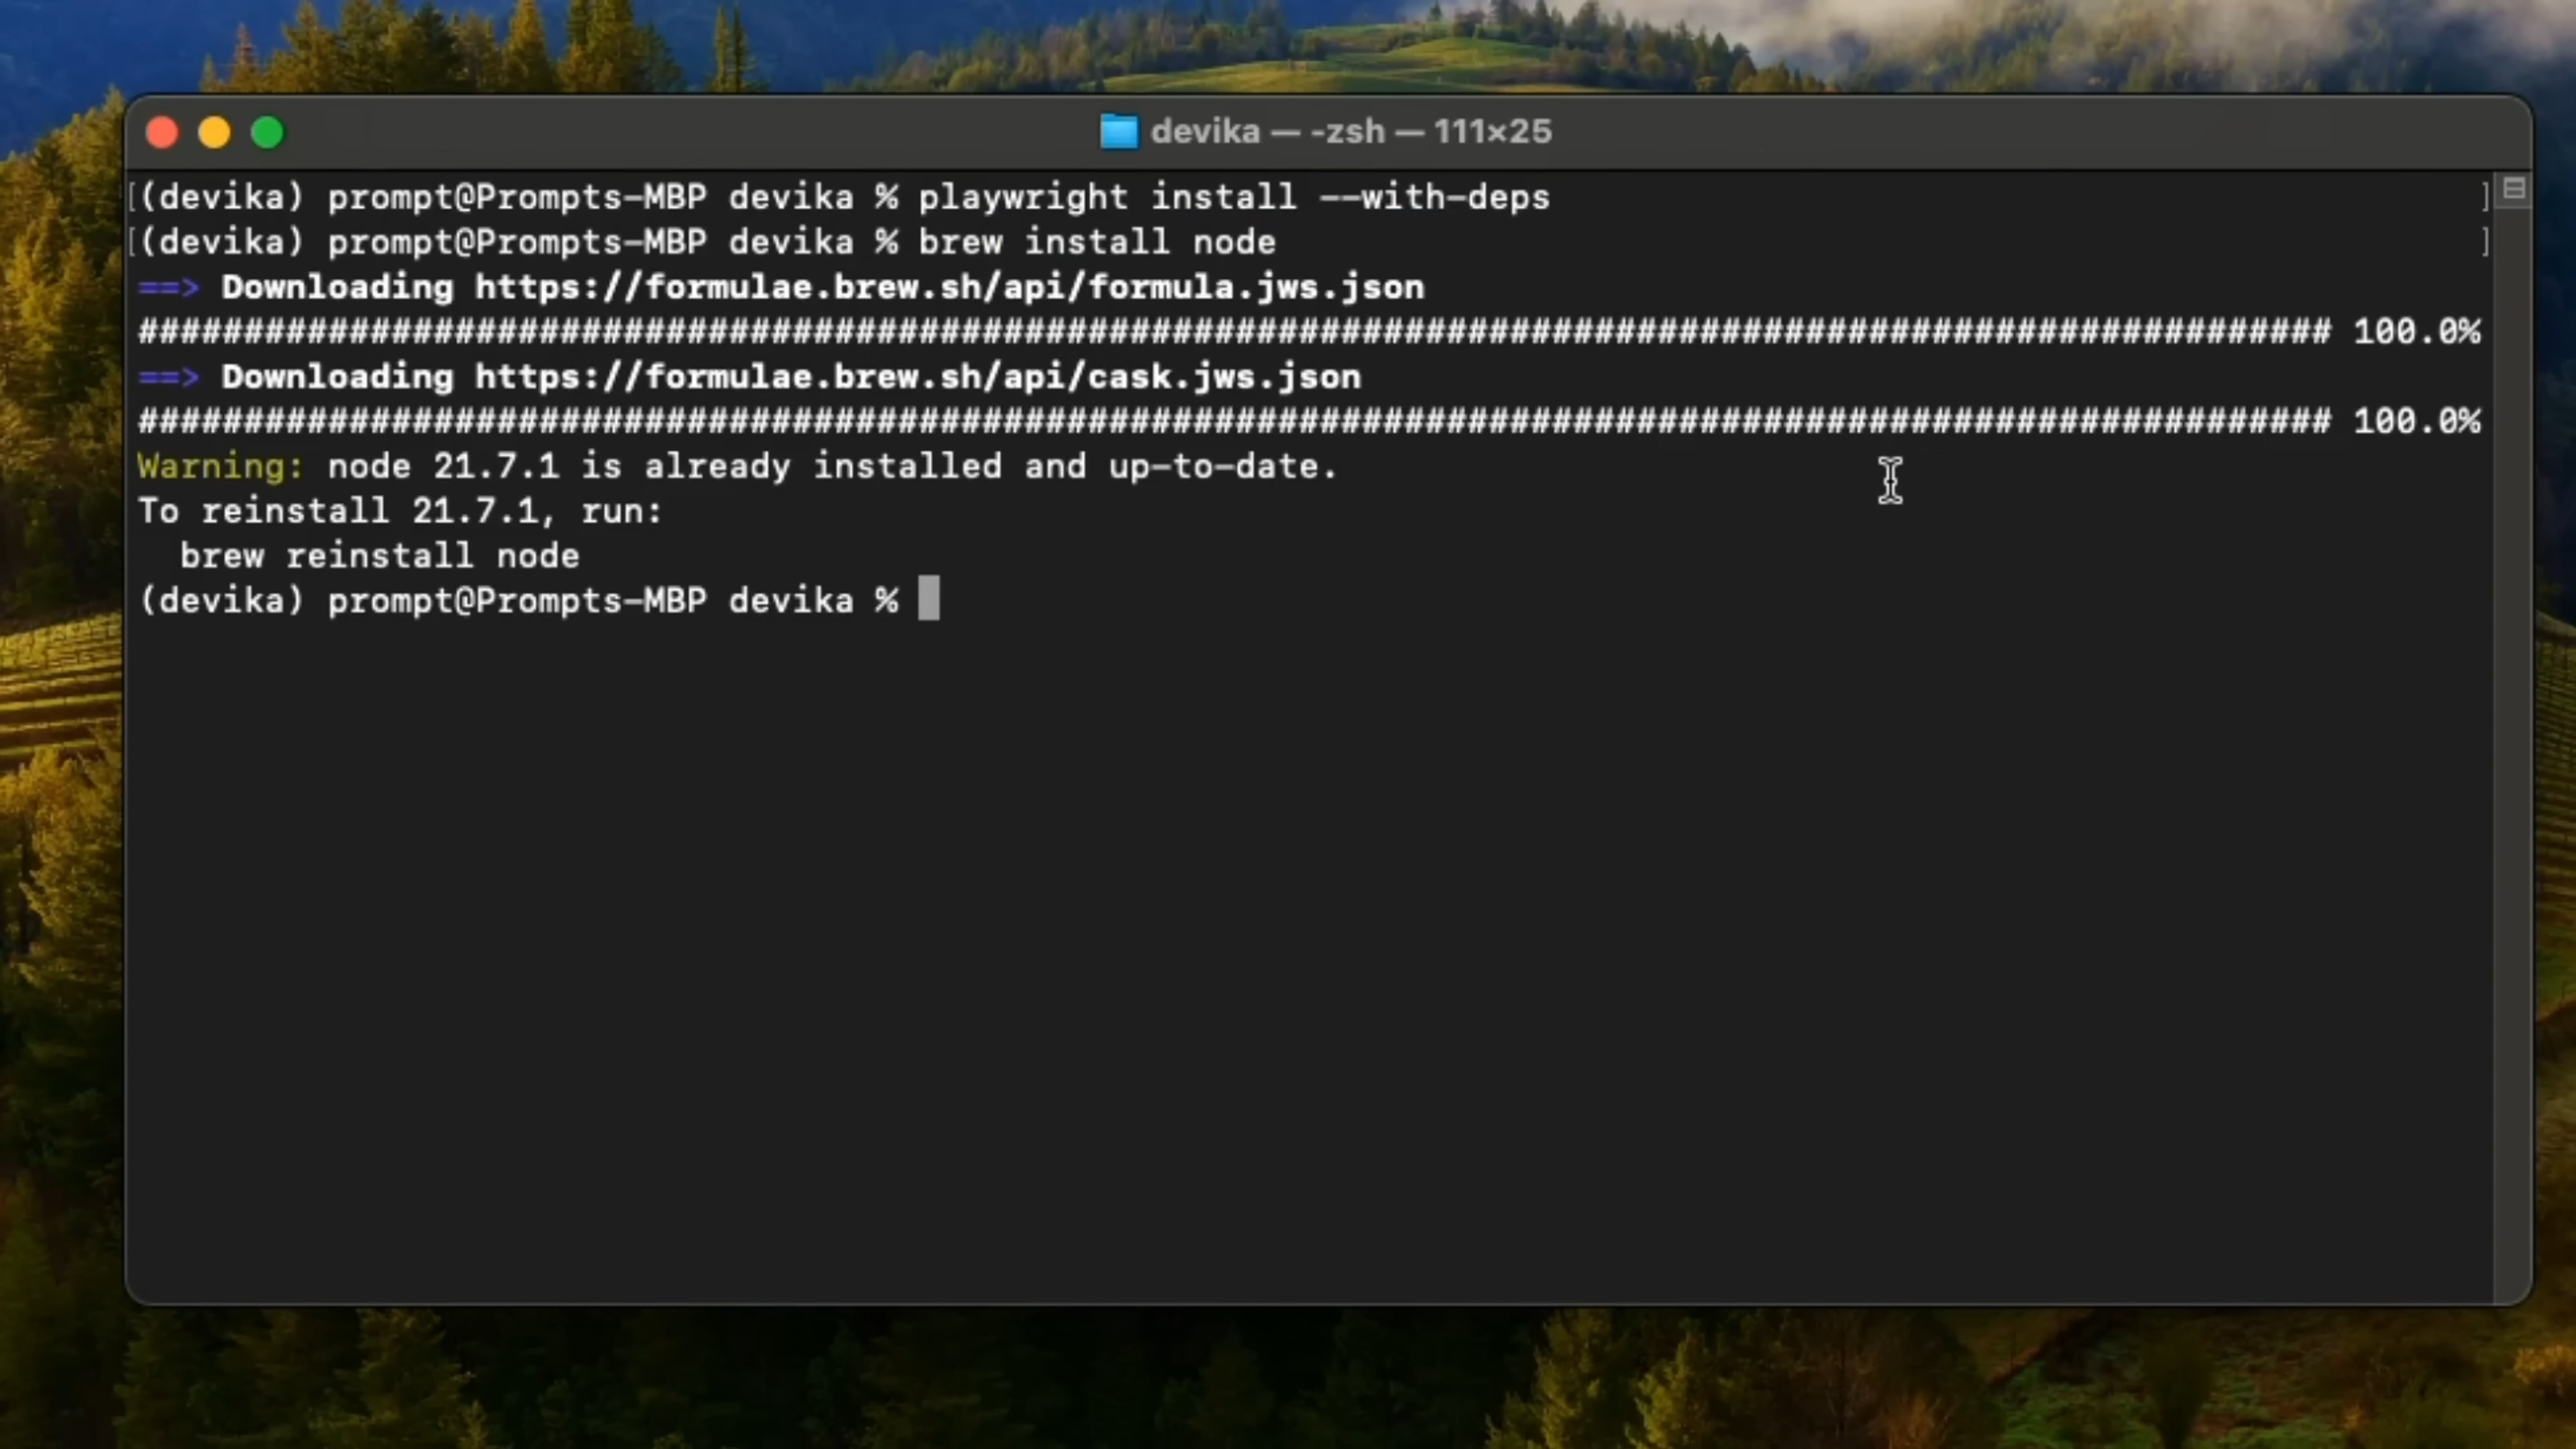 devika — -zsh — 111×25
[(devika) prompt@Prompts-MBP devika % playwright install --with-deps ]
[(devika) prompt@Prompts-MBP devika % brew install node ]
==> Downloading https://formulae.brew.sh/api/formula.jws.json
######################################################################## 100.0%
==> Downloading https://formulae.brew.sh/api/cask.jws.json
######################################################################## 100.0%
Warning: node 21.7.1 is already installed and up-to-date.
To reinstall 21.7.1, run:
  brew reinstall node
(devika) prompt@Prompts-MBP devika %